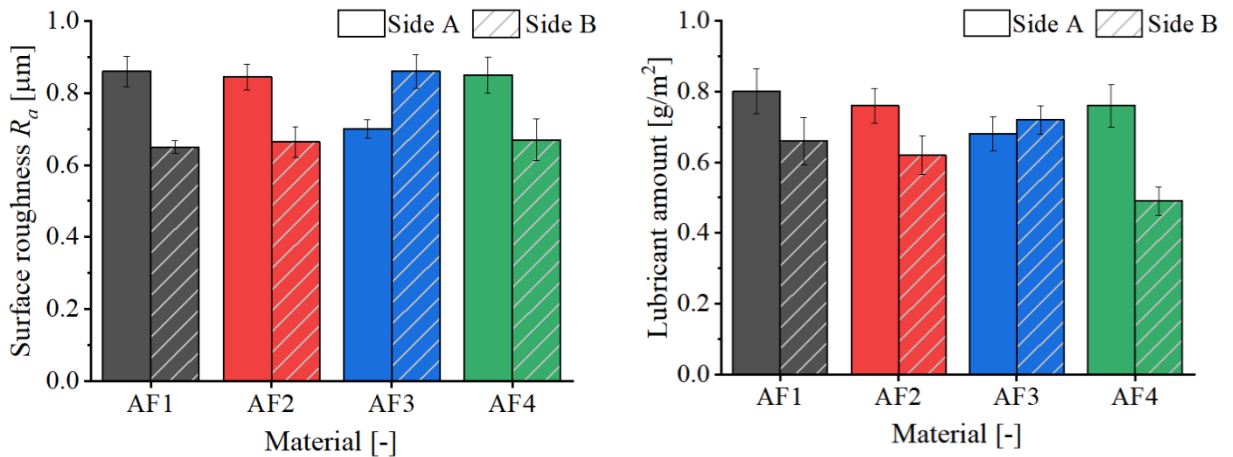 Side A Side B
Surface roughness Rₐ [µm]
1.0
0.8
0.6
0.4
0.2
0.0
AF1 AF2 AF3 AF4
Material [-]
Side A Side B
Lubricant amount [g/m²]
1.0
0.8
0.6
0.4
0.2
0.0
AF1 AF2 AF3 AF4
Material [-]